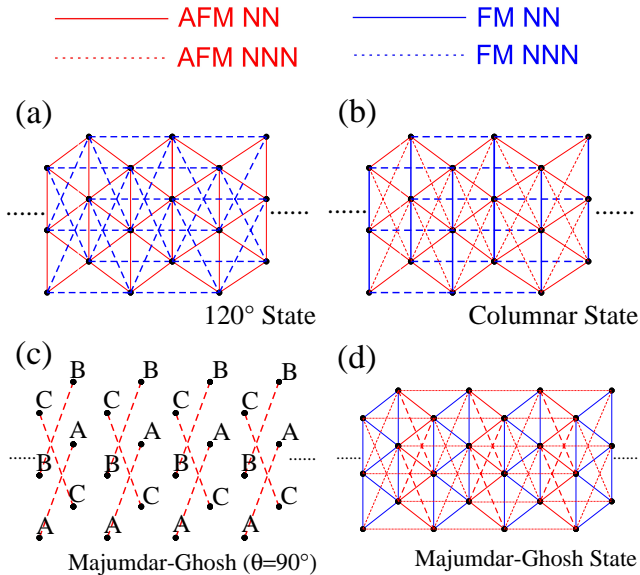 AFM NN FM NN
AFM NNN FM NNN
(a) (b)
120° State Columnar State
(c) (d)
B B B B
C C C C
A A A A
B B B B
C C C C
A A A A
Majumdar-Ghosh (θ=90°) Majumdar-Ghosh State